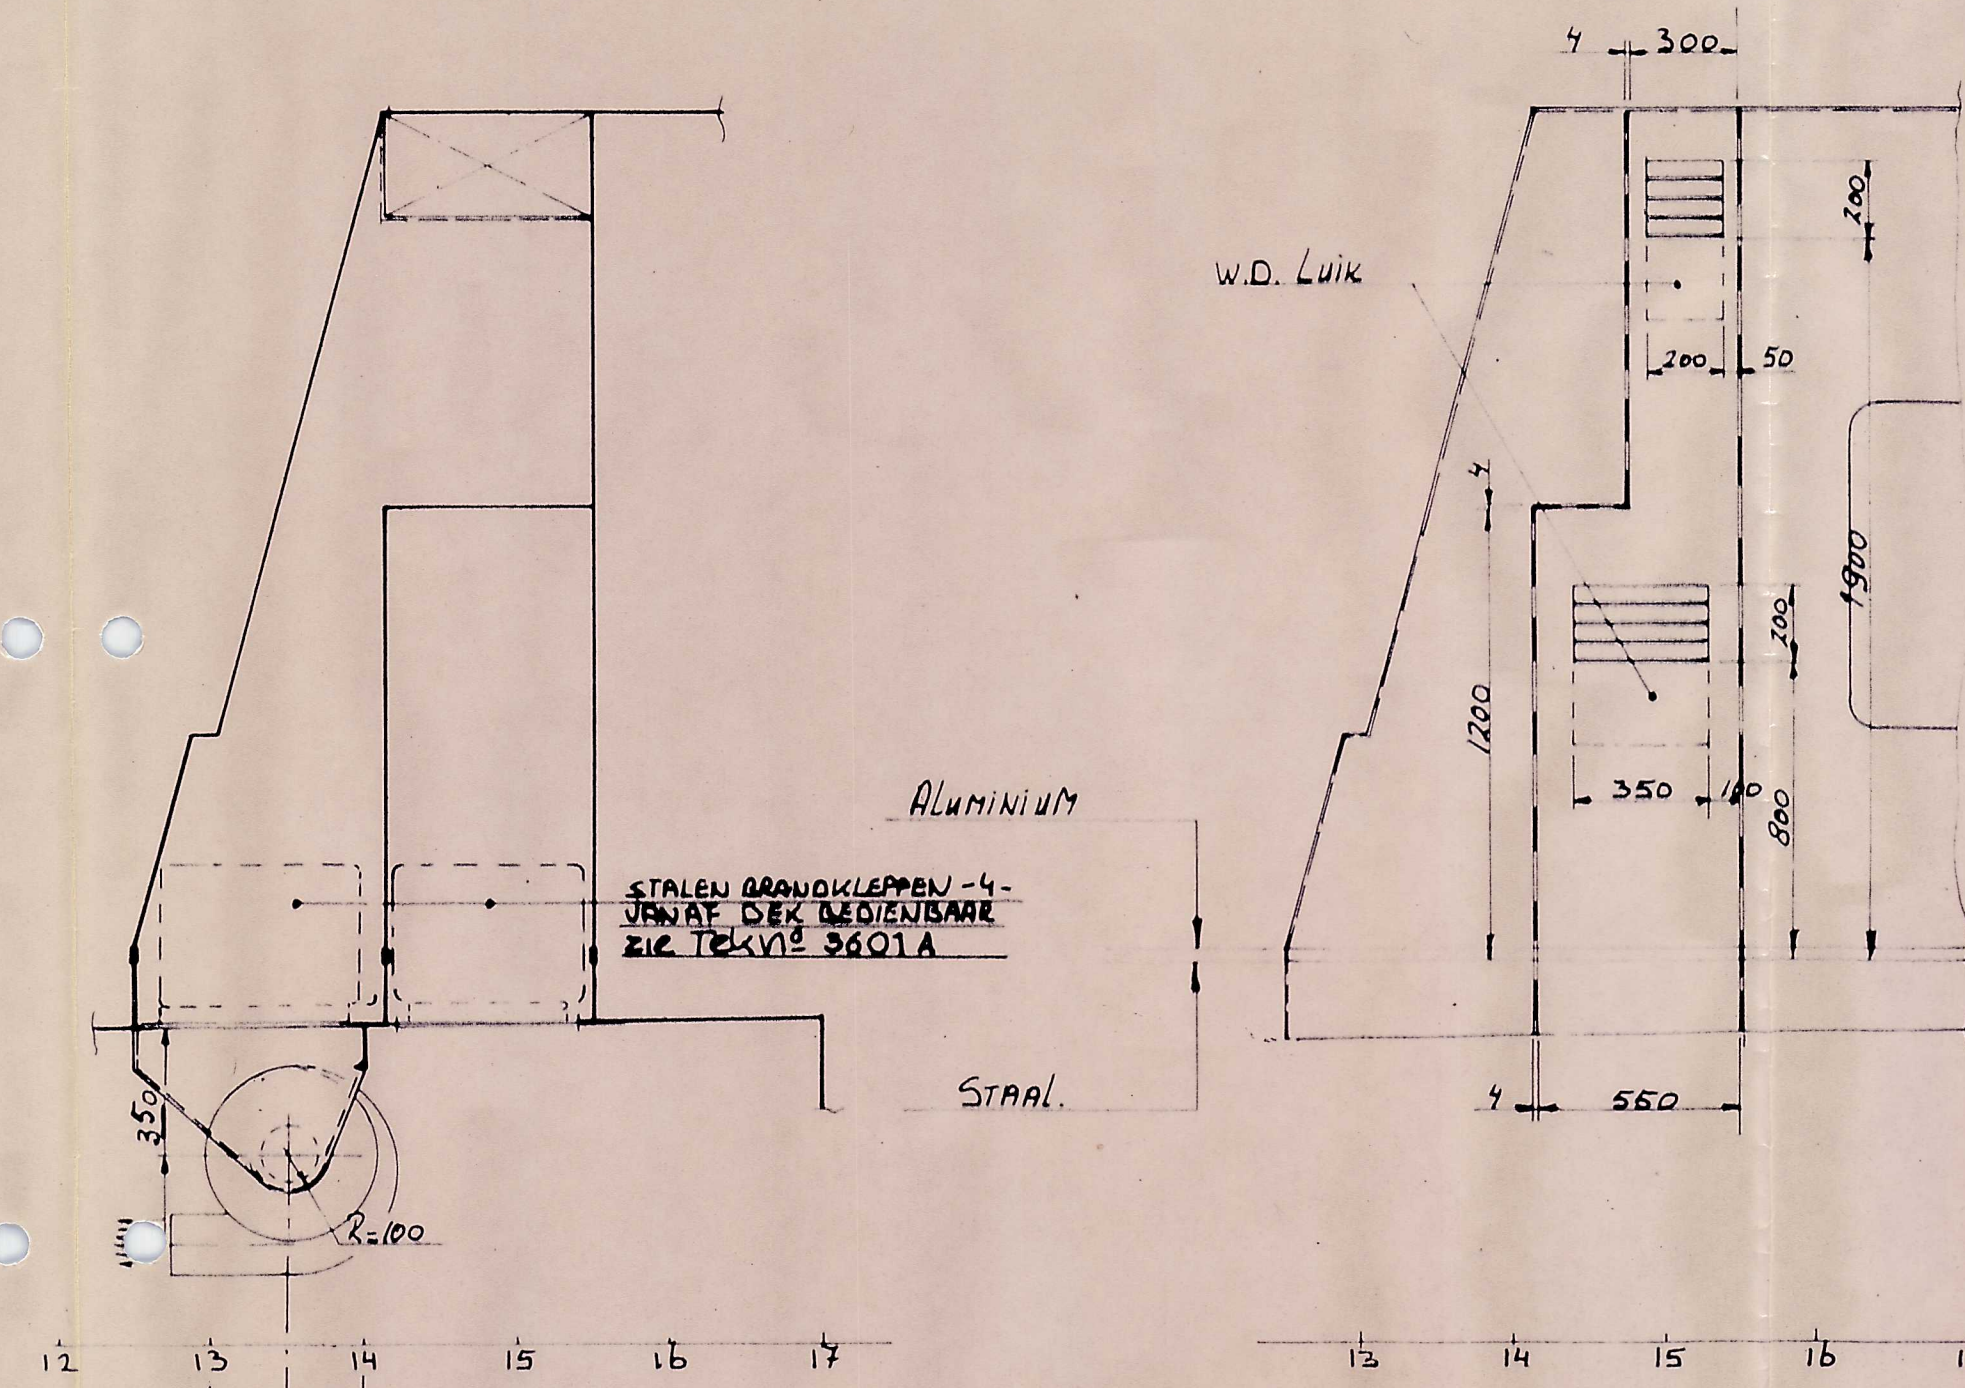 4 300
200
W.D. Luik
200 50
4
1900
200
1200
350 100
800
ALUMINIUM
STALEN BRANDKLEPPEN -4-
VANAF DEK BEDIENBAAR
ZIE TEK Nº 3601A
STAAL.
4 550
350
R=100
12 13 14 15 16 17
13 14 15 16